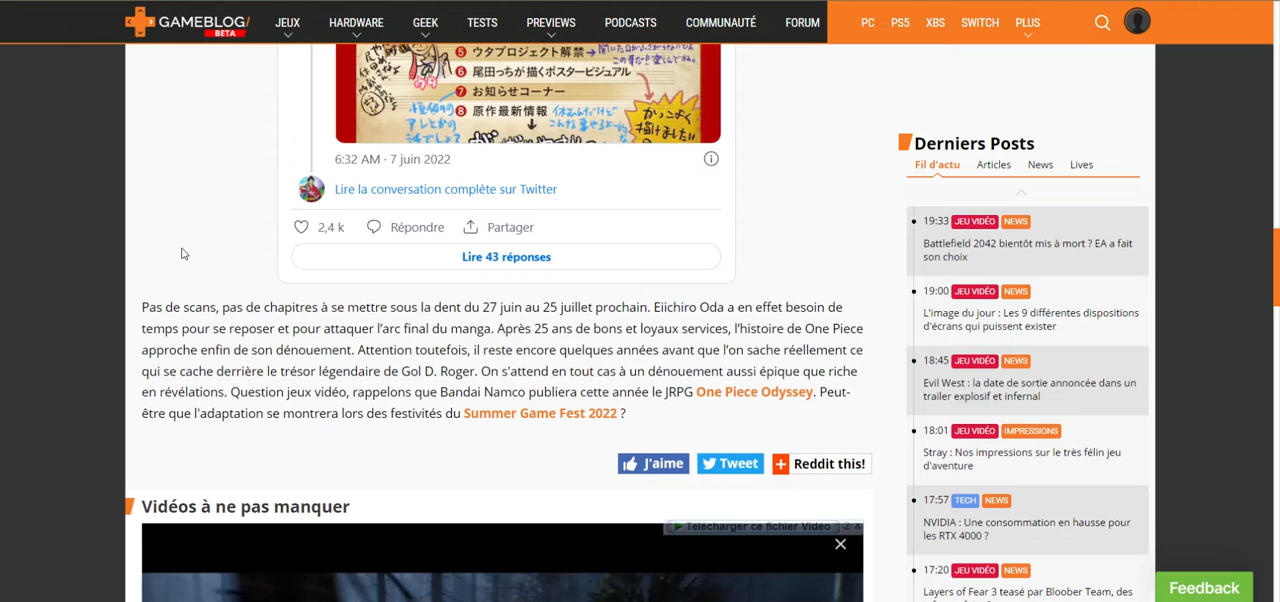 GAMEBLOG/
BETA
JEUX
HARDWARE
GEEK
TESTS
PREVIEWS
PODCASTS
COMMUNAUTÉ
FORUM
PC
PS5
XBS
SWITCH
PLUS
5 ウタプロジェクト解禁
6 尾田っちが描くポスタービジュアル
7 お知らせコーナー
8 原作最新情報
かっこよく
描けました!!
6:32 AM · 7 juin 2022
Lire la conversation complète sur Twitter
2,4 k
Répondre
Partager
Lire 43 réponses
Pas de scans, pas de chapitres à se mettre sous la dent du 27 juin au 25 juillet prochain. Eiichiro Oda a en effet besoin de
temps pour se reposer et pour attaquer l’arc final du manga. Après 25 ans de bons et loyaux services, l’histoire de One Piece
approche enfin de son dénouement. Attention toutefois, il reste encore quelques années avant que l’on sache réellement ce
qui se cache derrière le trésor légendaire de Gol D. Roger. On s'attend en tout cas à un dénouement aussi épique que riche
en révélations. Question jeux vidéo, rappelons que Bandai Namco publiera cette année le JRPG One Piece Odyssey. Peut-
être que l'adaptation se montrera lors des festivités du Summer Game Fest 2022 ?
J'aime
Tweet
Reddit this!
Vidéos à ne pas manquer
Télécharger ce fichier Vidéo
Derniers Posts
Fil d'actu
Articles
News
Lives
19:33 JEU VIDÉO NEWS
Battlefield 2042 bientôt mis à mort ? EA a fait
son choix
19:00 JEU VIDÉO NEWS
L'image du jour : Les 9 différentes dispositions
d'écrans qui puissent exister
18:45 JEU VIDÉO NEWS
Evil West : la date de sortie annoncée dans un
trailer explosif et infernal
18:01 JEU VIDÉO IMPRESSIONS
Stray : Nos impressions sur le très félin jeu
d'aventure
17:57 TECH NEWS
NVIDIA : Une consommation en hausse pour
les RTX 4000 ?
17:20 JEU VIDÉO NEWS
Layers of Fear 3 teasé par Bloober Team, des
Feedback